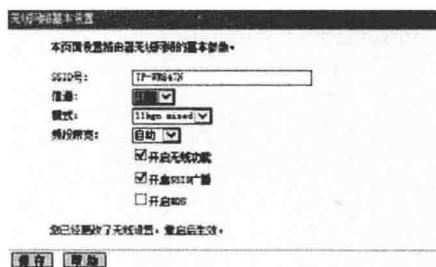 无线网络基本设置
本页面设置路由器无线网络的基本参数。
SSID号:
信道:
模式: 11bgn mixed
频段带宽: 自动
开启无线功能
开启SSID广播
开启WDS
您已经更改了无线设置，重启后生效。
保存 帮助